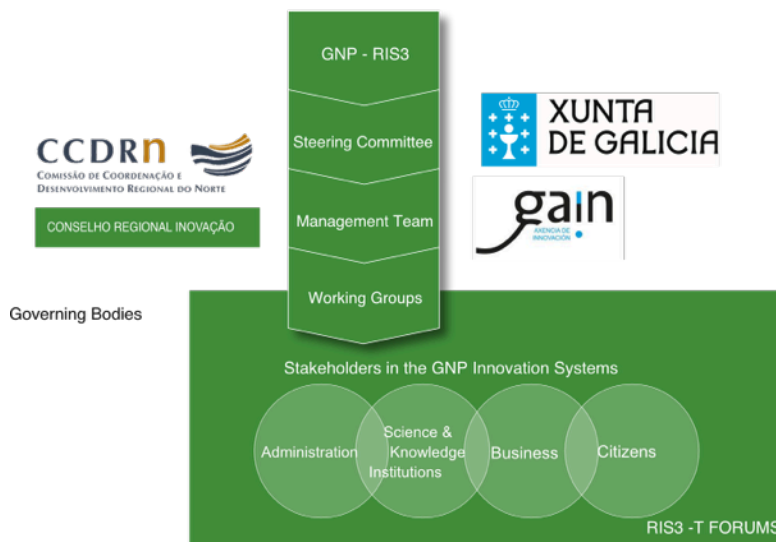 GNP - RIS3
Steering Committee
Management Team
Working Groups
CCDRn
COMISSÃO DE COORDENAÇÃO E
DESENVOLVIMENTO REGIONAL DO NORTE
CONSELHO REGIONAL INOVAÇÃO
XUNTA
DE GALICIA
gain
AXENCIA DE
INNOVACIÓN
Governing Bodies
Stakeholders in the GNP Innovation Systems
Administration
Science &
Knowledge
Institutions
Business
Citizens
RIS3 -T FORUMS